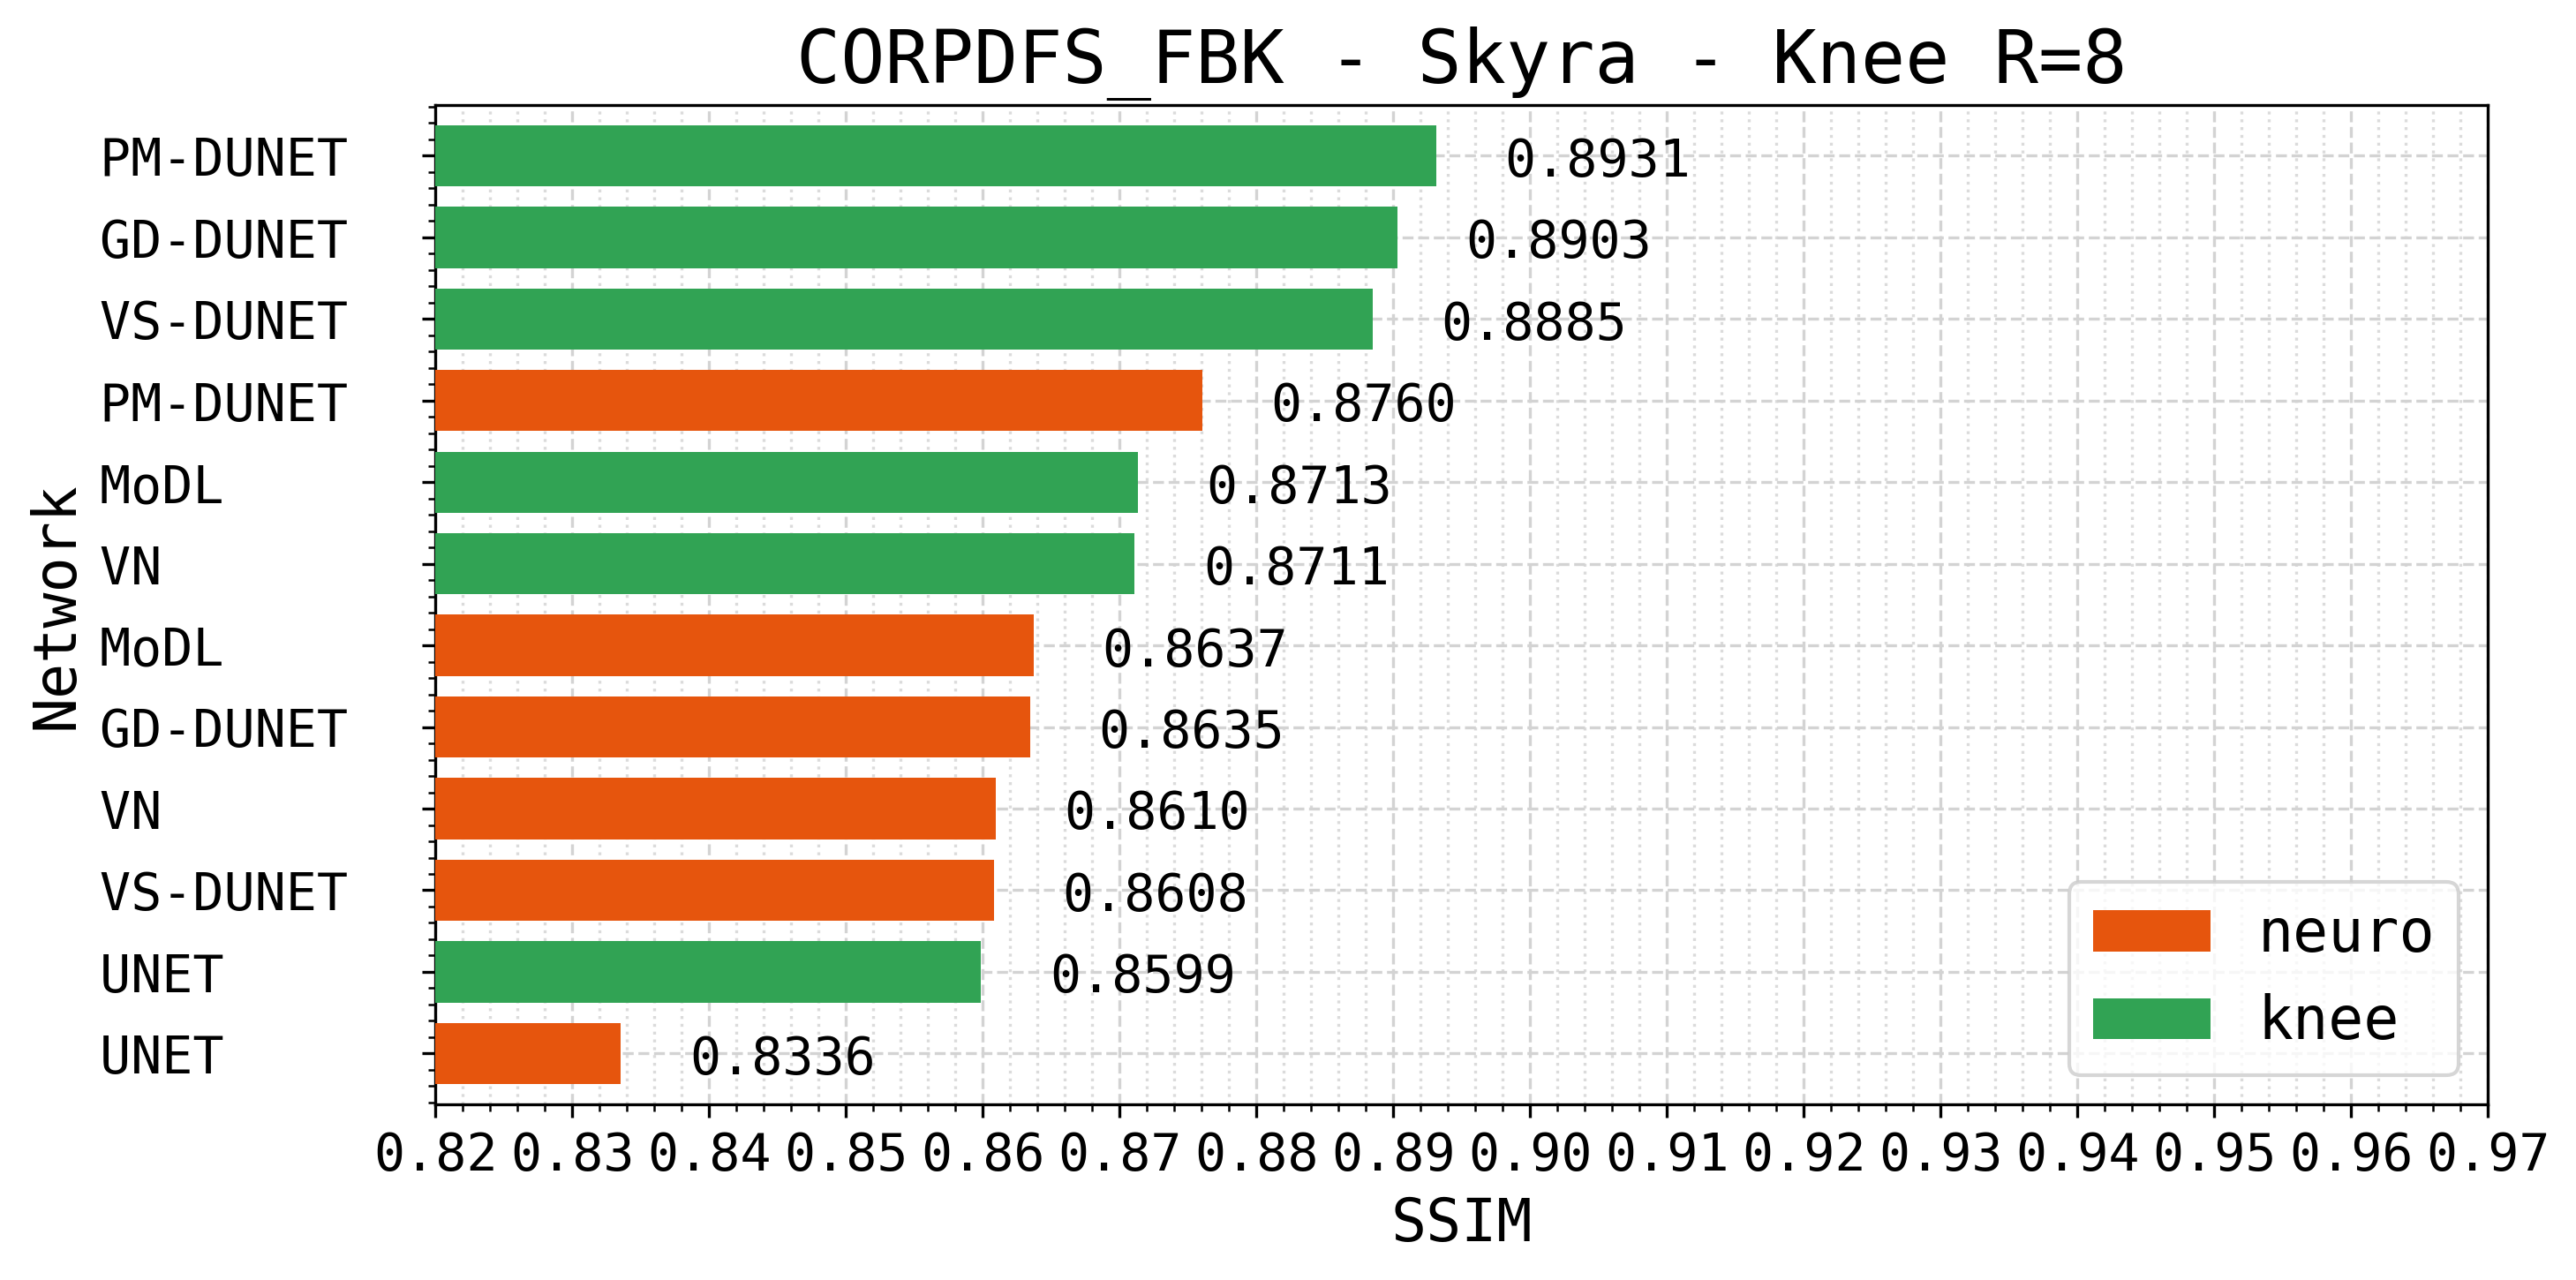 CORPDFS_FBK - Skyra - Knee R=8
Network
PM-DUNET 0.8931
GD-DUNET 0.8903
VS-DUNET 0.8885
PM-DUNET 0.8760
MoDL 0.8713
VN 0.8711
MoDL 0.8637
GD-DUNET 0.8635
VN 0.8610
VS-DUNET 0.8608
UNET 0.8599
UNET 0.8336
neuro
knee
0.82 0.83 0.84 0.85 0.86 0.87 0.88 0.89 0.90 0.91 0.92 0.93 0.94 0.95 0.96 0.97
SSIM